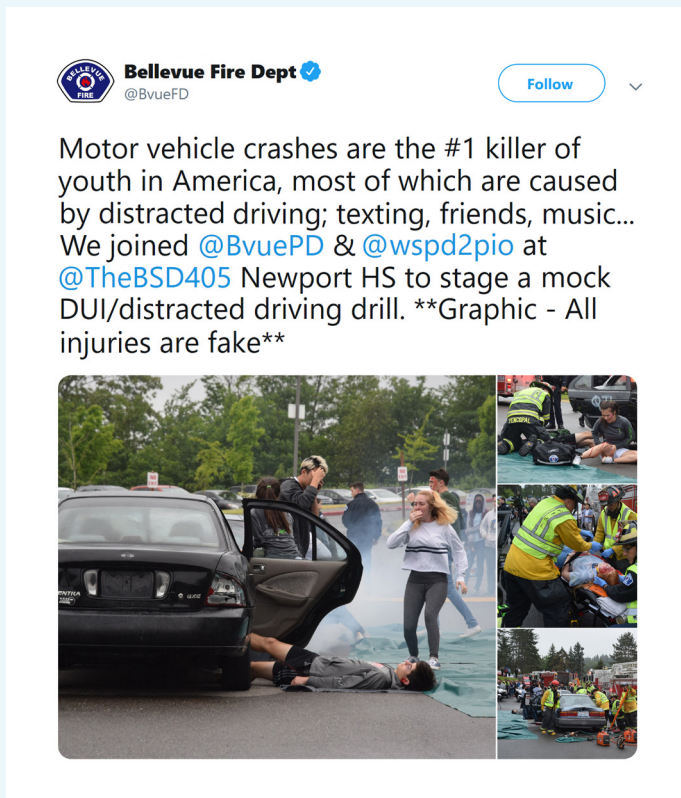 BELLEVUE
FIRE
Bellevue Fire Dept
@BvueFD
Follow
Motor vehicle crashes are the #1 killer of
youth in America, most of which are caused
by distracted driving; texting, friends, music...
We joined @BvuePD & @wspd2pio at
@TheBSD405 Newport HS to stage a mock
DUI/distracted driving drill. **Graphic - All
injuries are fake**